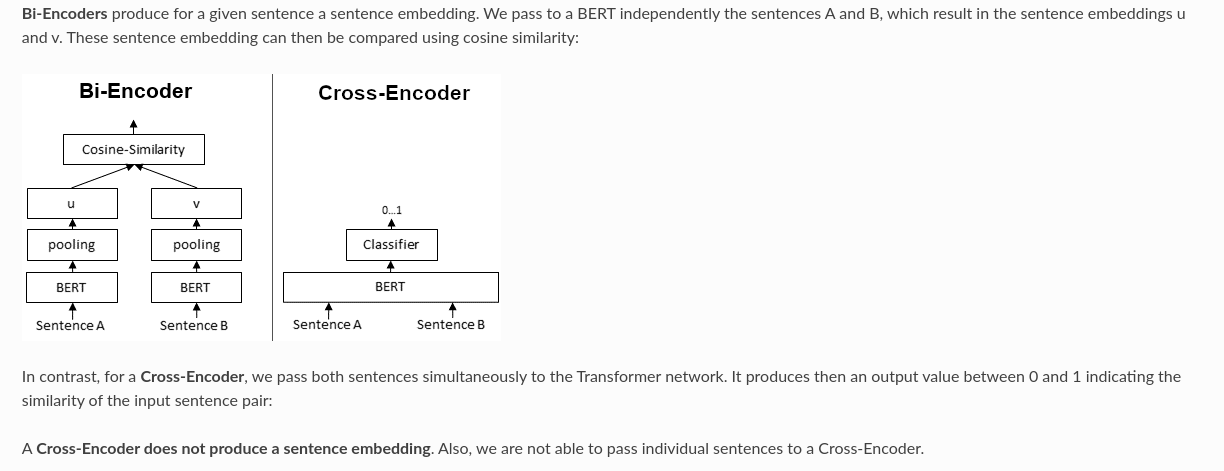 Bi-Encoders produce for a given sentence a sentence embedding. We pass to a BERT independently the sentences A and B, which result in the sentence embeddings u
and v. These sentence embedding can then be compared using cosine similarity:
Bi-Encoder
Cosine-Similarity
u v
pooling pooling
BERT BERT
Sentence A Sentence B
Cross-Encoder
0...1
Classifier
BERT
Sentence A Sentence B
In contrast, for a Cross-Encoder, we pass both sentences simultaneously to the Transformer network. It produces then an output value between 0 and 1 indicating the
similarity of the input sentence pair:
A Cross-Encoder does not produce a sentence embedding. Also, we are not able to pass individual sentences to a Cross-Encoder.